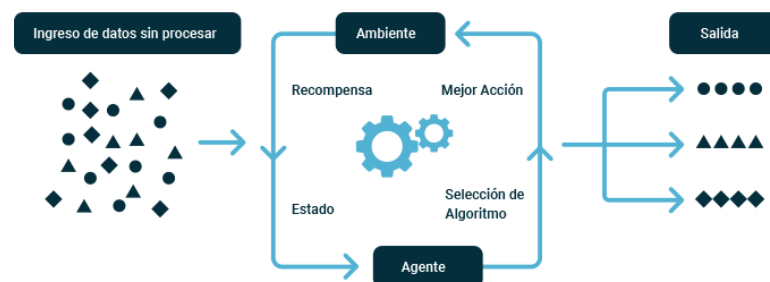 Ingreso de datos sin procesar
Ambiente
Salida
Recompensa
Mejor Acción
Estado
Selección de
Algoritmo
Agente